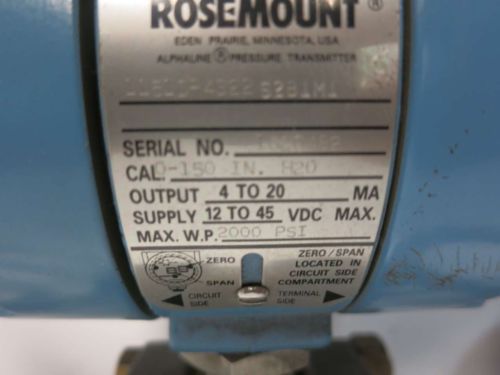 ROSEMOUNT®
EDEN PRAIRIE, MINNESOTA, USA
ALPHALINE ® PRESSURE TRANSMITTER
1151DP4S22S2B1M1
SERIAL NO.
CAL. 0-150 IN. H2O
OUTPUT 4 TO 20 MA
SUPPLY 12 TO 45 VDC MAX.
MAX. W.P. 2000 PSI
ZERO
SPAN
ZERO/SPAN
LOCATED IN
CIRCUIT SIDE
COMPARTMENT
CIRCUIT
SIDE
TERMINAL
SIDE